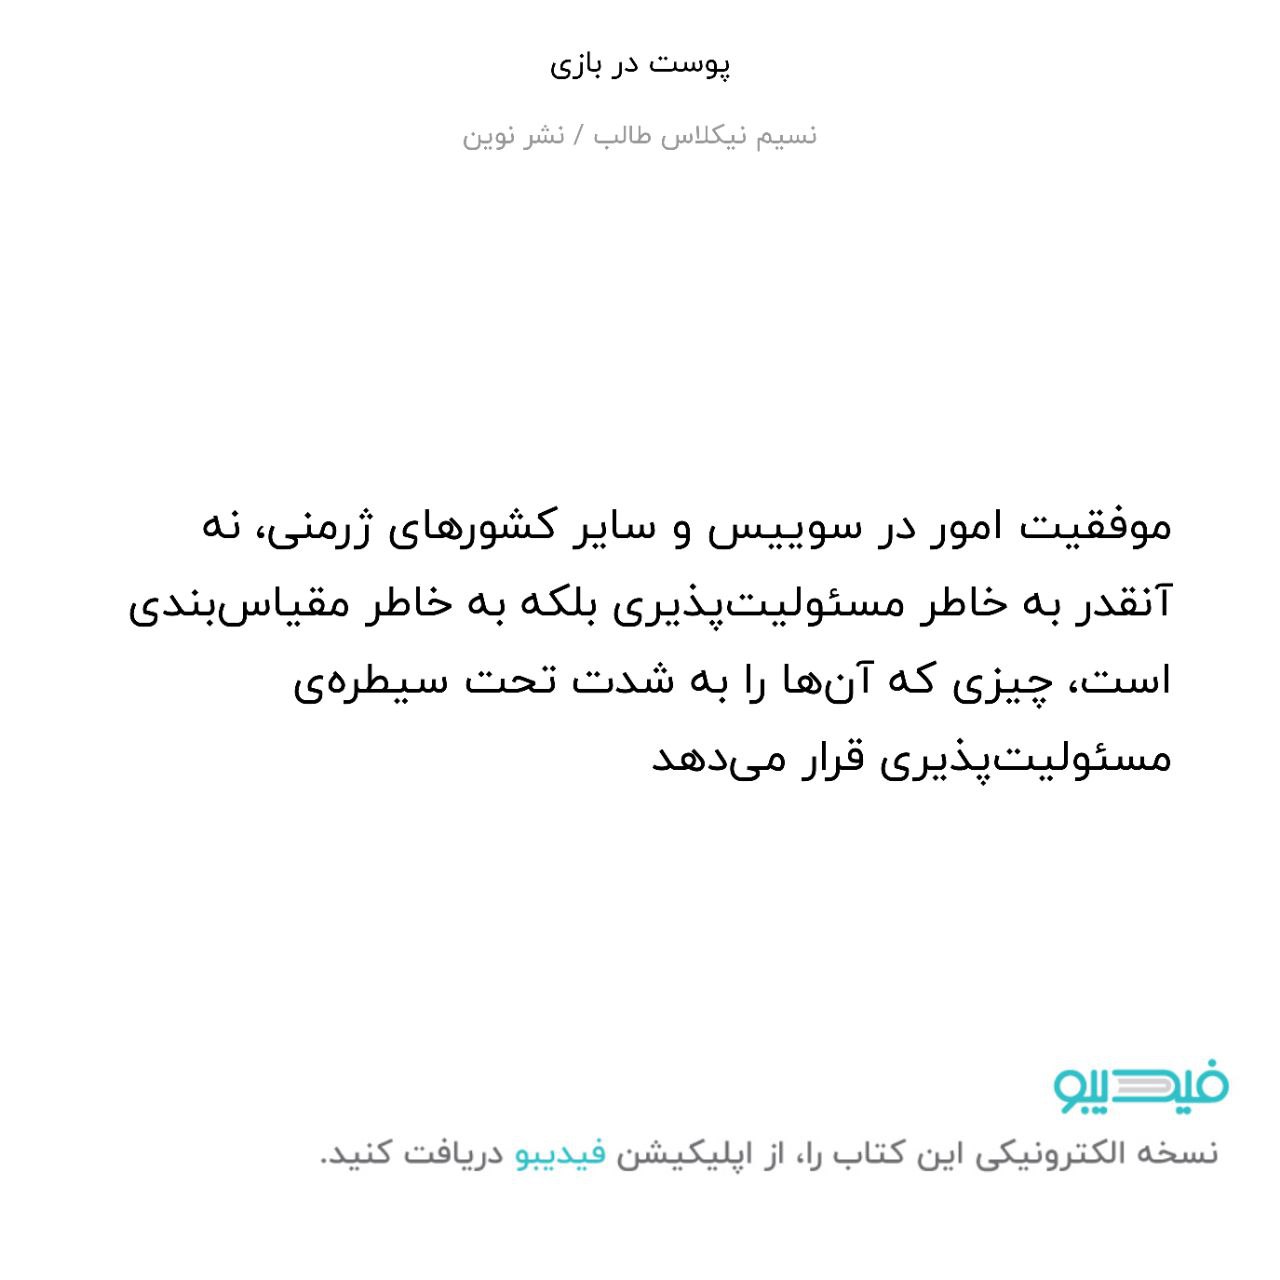 پوست در بازی
نسیم نیکلاس طالب / نشر نوین
موفقیت امور در سوییس و سایر کشورهای ژرمنی، نه
آنقدر به خاطر مسئولیت‌پذیری بلکه به خاطر مقیاس‌بندی
است، چیزی که آن‌ها را به شدت تحت سیطره‌ی
مسئولیت‌پذیری قرار می‌دهد
فیدیبو
نسخه الکترونیکی این کتاب را، از اپلیکیشن فیدیبو دریافت کنید.